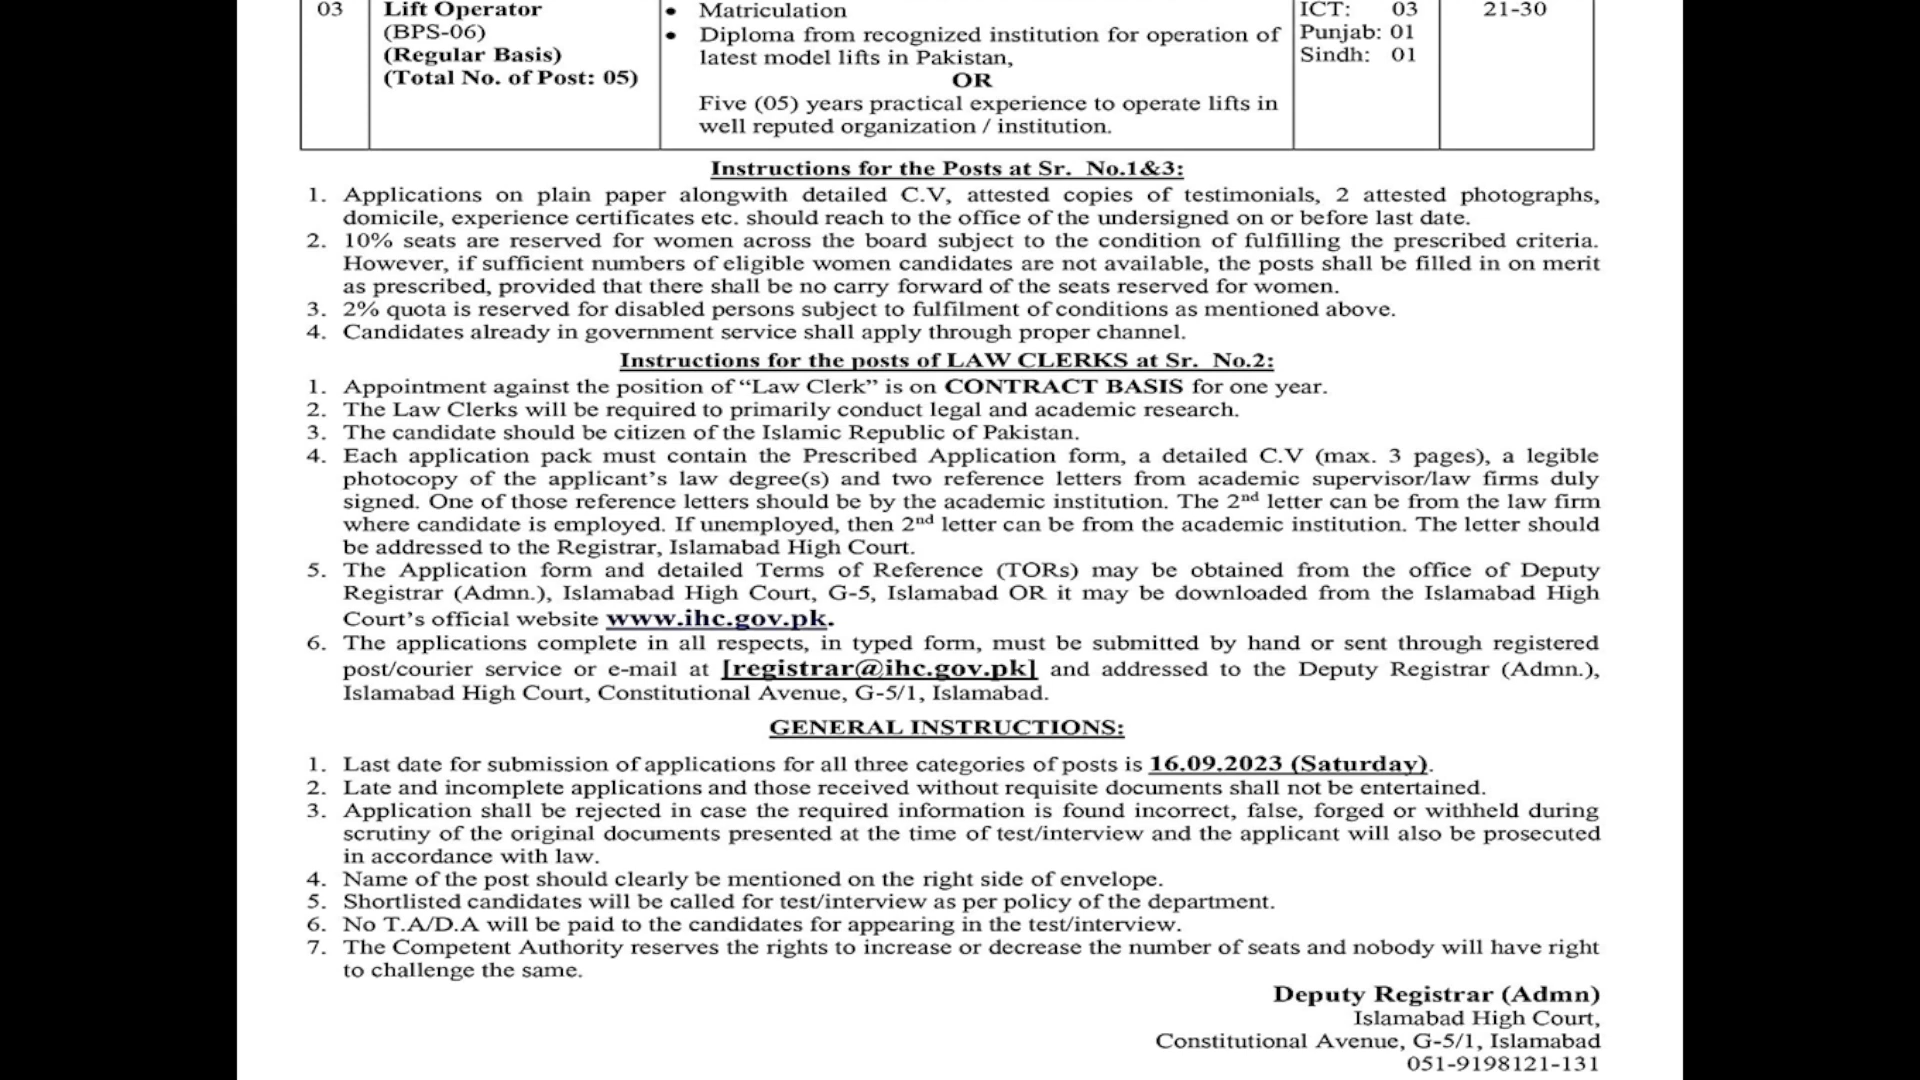 03 Lift Operator • Matriculation ICT: 03 21-30
(BPS-06) • Diploma from recognized institution for operation of Punjab: 01
(Regular Basis) latest model lifts in Pakistan, Sindh: 01
(Total No. of Post: 05) OR
Five (05) years practical experience to operate lifts in
well reputed organization / institution.
Instructions for the Posts at Sr. No.1&3:
1. Applications on plain paper alongwith detailed C.V, attested copies of testimonials, 2 attested photographs,
domicile, experience certificates etc. should reach to the office of the undersigned on or before last date.
2. 10% seats are reserved for women across the board subject to the condition of fulfilling the prescribed criteria.
However, if sufficient numbers of eligible women candidates are not available, the posts shall be filled in on merit
as prescribed, provided that there shall be no carry forward of the seats reserved for women.
3. 2% quota is reserved for disabled persons subject to fulfilment of conditions as mentioned above.
4. Candidates already in government service shall apply through proper channel.
Instructions for the posts of LAW CLERKS at Sr. No.2:
1. Appointment against the position of “Law Clerk” is on CONTRACT BASIS for one year.
2. The Law Clerks will be required to primarily conduct legal and academic research.
3. The candidate should be citizen of the Islamic Republic of Pakistan.
4. Each application pack must contain the Prescribed Application form, a detailed C.V (max. 3 pages), a legible
photocopy of the applicant’s law degree(s) and two reference letters from academic supervisor/law firms duly
signed. One of those reference letters should be by the academic institution. The 2nd letter can be from the law firm
where candidate is employed. If unemployed, then 2nd letter can be from the academic institution. The letter should
be addressed to the Registrar, Islamabad High Court.
5. The Application form and detailed Terms of Reference (TORs) may be obtained from the office of Deputy
Registrar (Admn.), Islamabad High Court, G-5, Islamabad OR it may be downloaded from the Islamabad High
Court’s official website www.ihc.gov.pk.
6. The applications complete in all respects, in typed form, must be submitted by hand or sent through registered
post/courier service or e-mail at [registrar@ihc.gov.pk] and addressed to the Deputy Registrar (Admn.),
Islamabad High Court, Constitutional Avenue, G-5/1, Islamabad.
GENERAL INSTRUCTIONS:
1. Last date for submission of applications for all three categories of posts is 16.09.2023 (Saturday).
2. Late and incomplete applications and those received without requisite documents shall not be entertained.
3. Application shall be rejected in case the required information is found incorrect, false, forged or withheld during
scrutiny of the original documents presented at the time of test/interview and the applicant will also be prosecuted
in accordance with law.
4. Name of the post should clearly be mentioned on the right side of envelope.
5. Shortlisted candidates will be called for test/interview as per policy of the department.
6. No T.A/D.A will be paid to the candidates for appearing in the test/interview.
7. The Competent Authority reserves the rights to increase or decrease the number of seats and nobody will have right
to challenge the same.
Deputy Registrar (Admn)
Islamabad High Court,
Constitutional Avenue, G-5/1, Islamabad
051-9198121-131